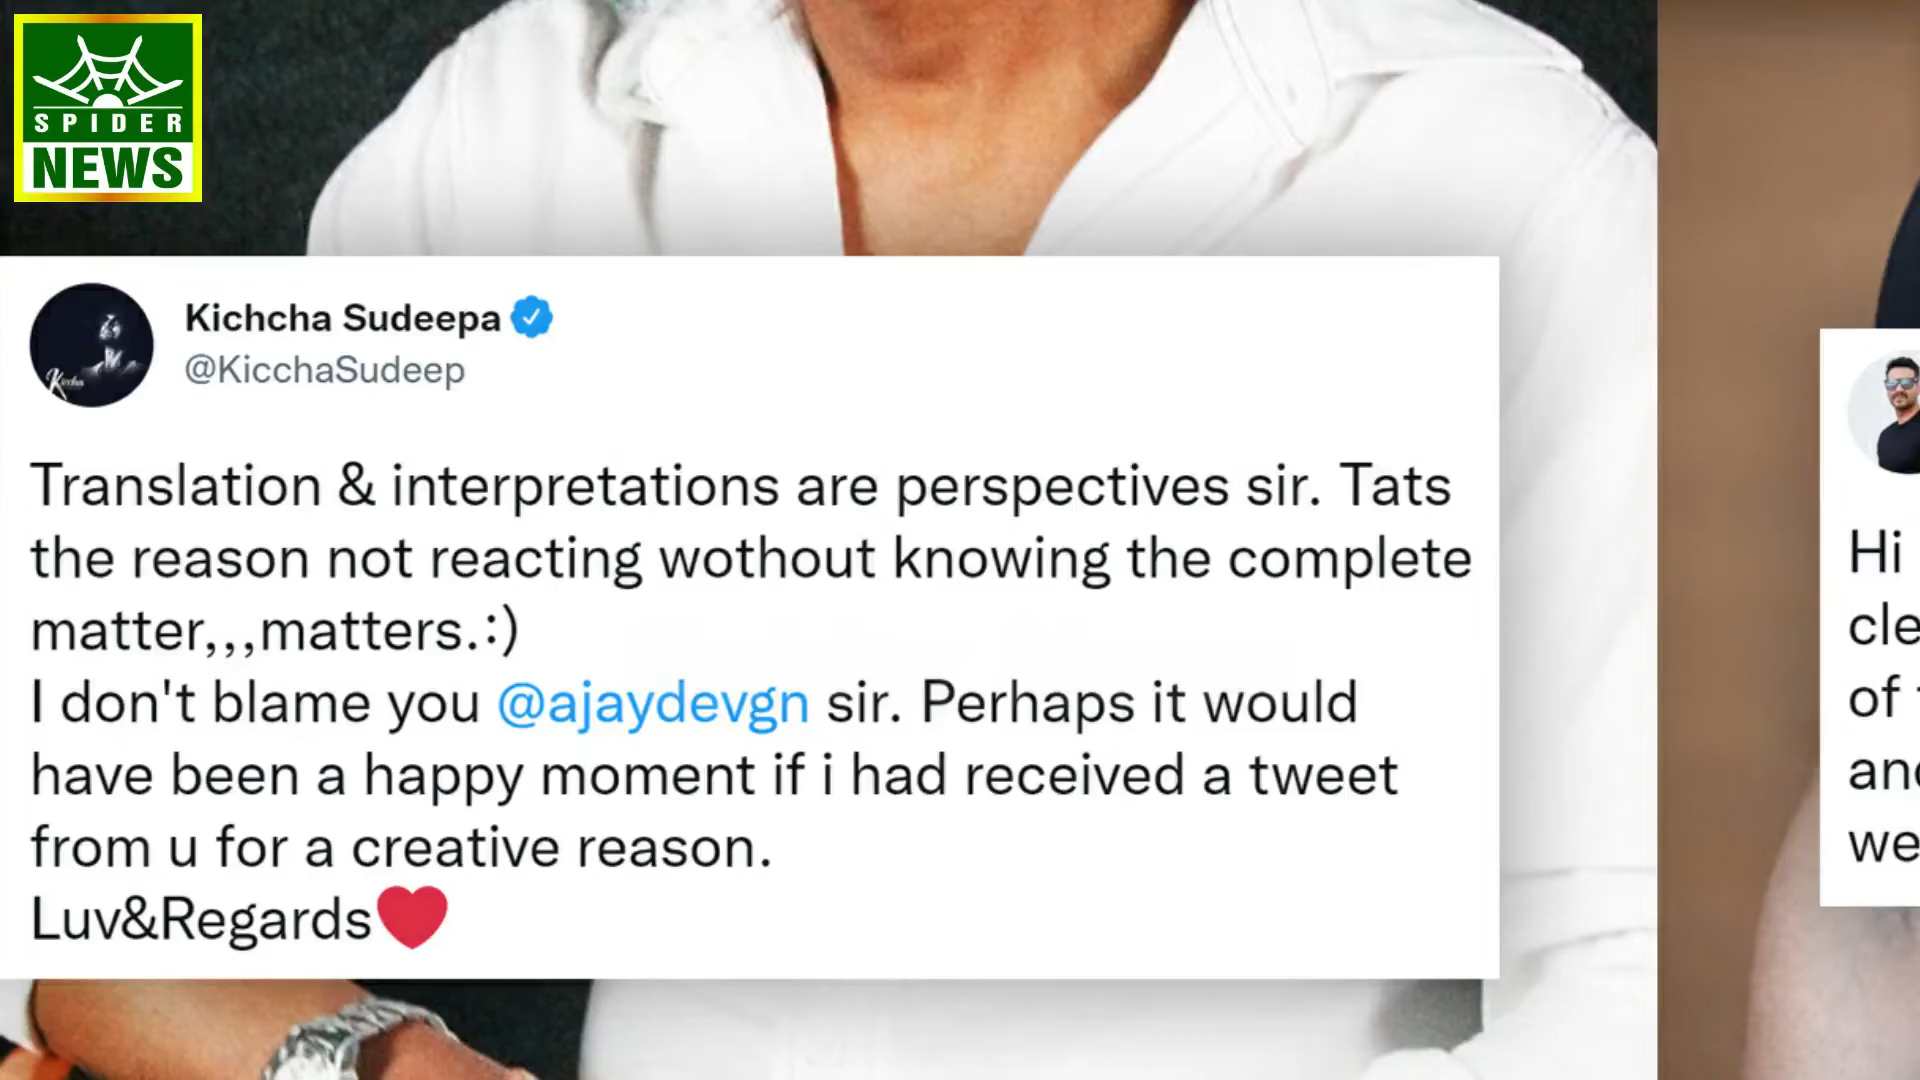 SPIDER
NEWS
Kichcha Sudeepa
@KicchaSudeep
Kiccha
Translation & interpretations are perspectives sir. Tats
the reason not reacting wothout knowing the complete
matter,,,matters.:)
I don't blame you @ajaydevgn sir. Perhaps it would
have been a happy moment if i had received a tweet
from u for a creative reason.
Luv&Regards❤
Hi
of
we